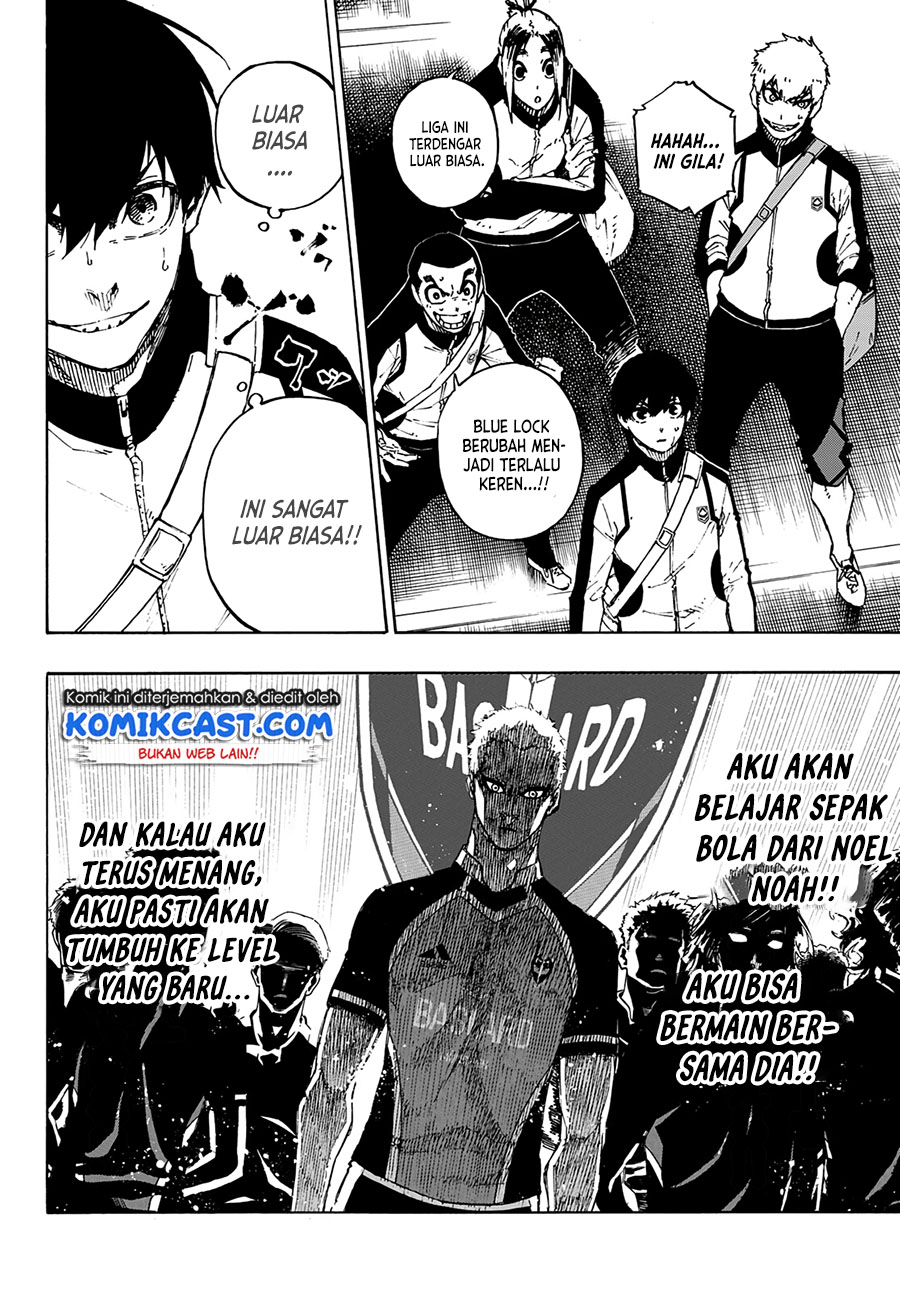 HAHAH...
INI GILA!
LIGA INI
TERDENGAR
LUAR BIASA.
BLUE LOCK
BERUBAH MEN-
JADI TERLALU
KEREN...!!
LUAR
BIASA
....
ワッ
INI SANGAT
LUAR BIASA!!
Komik ini diterjemahkan & diedit oleh
KOMIKCAST.COM
BUKAN WEB LAIN!!
AKU AKAN
BELAJAR SEPAK
BOLA DARI NOEL
NOAH!!
AKU BISA
BERMAIN BER-
SAMA DIA!!
DAN KALAU AKU
TERUS MENANG,
AKU PASTI AKAN
TUMBUH KE LEVEL
YANG BARU...